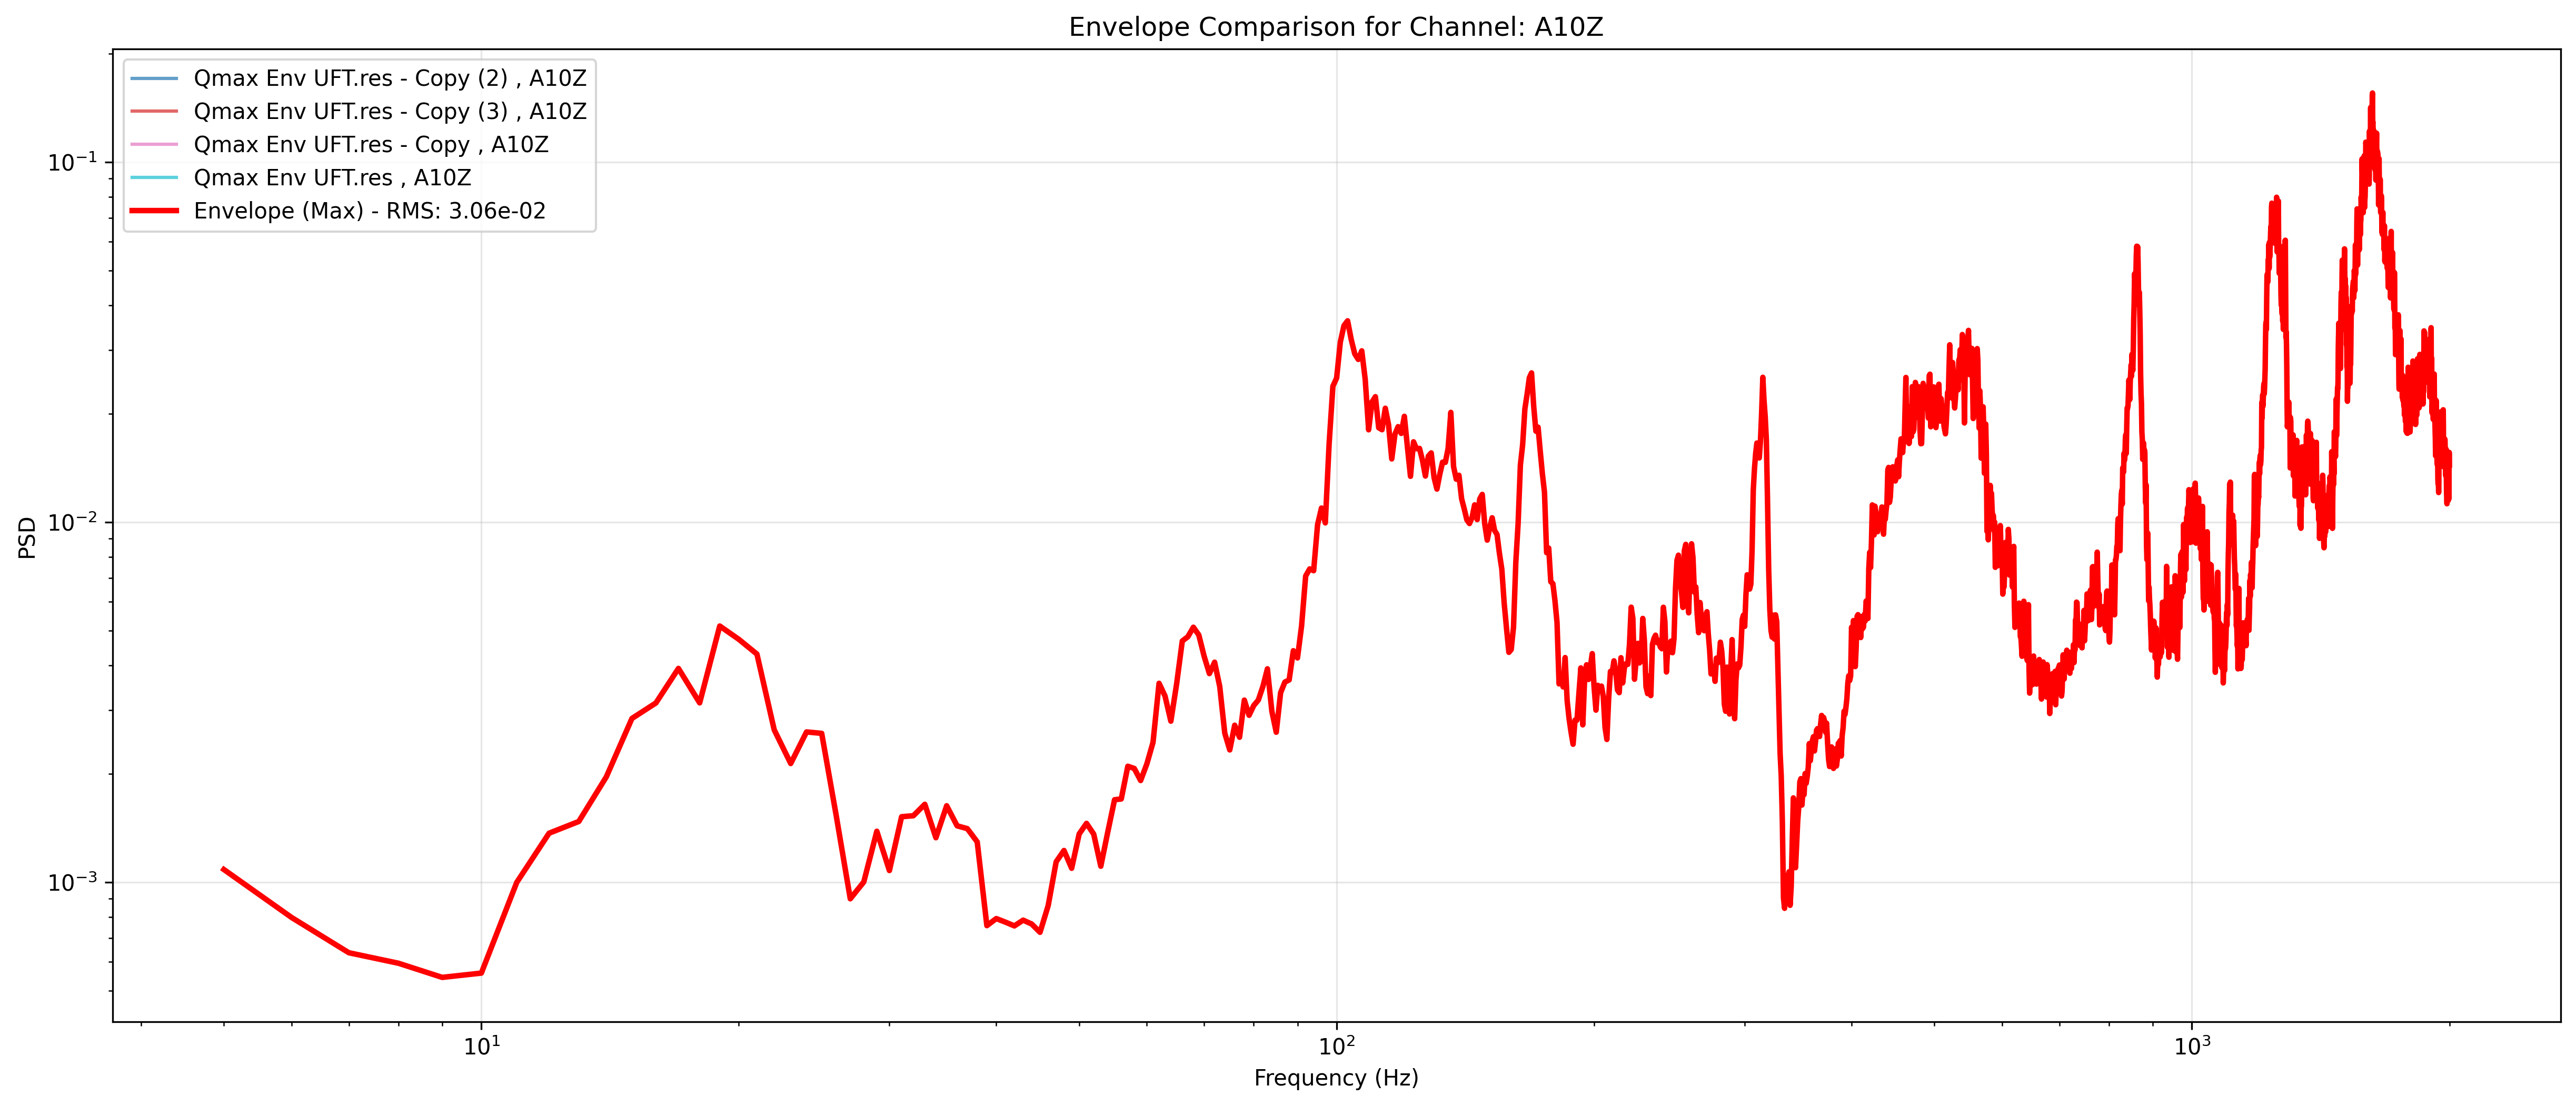 Envelope Comparison for Channel: A10Z
Qmax Env UFT.res - Copy (2) , A10Z
Qmax Env UFT.res - Copy (3) , A10Z
Qmax Env UFT.res - Copy , A10Z
Qmax Env UFT.res , A10Z
Envelope (Max) - RMS: 3.06e-02
PSD
10⁻¹
10⁻²
10⁻³
10¹ 10² 10³
Frequency (Hz)